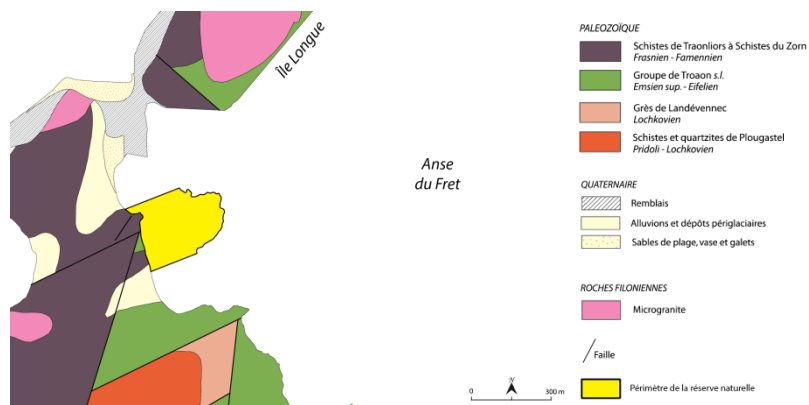 Île Longue
Anse
du Fret
PALEOZOÏQUE
Schistes de Traonliors à Schistes du Zorn
Frasnien - Famennien
Groupe de Troaon s.l.
Emsien sup. - Eifelien
Grès de Landévennec
Lochkovien
Schistes et quartzites de Plougastel
Pridoli - Lochkovien
QUATERNAIRE
Remblais
Alluvions et dépôts périglaciaires
Sables de plage, vase et galets
ROCHES FILONIENNES
Microgranite
Faille
Périmètre de la réserve naturelle
N
0 300 m